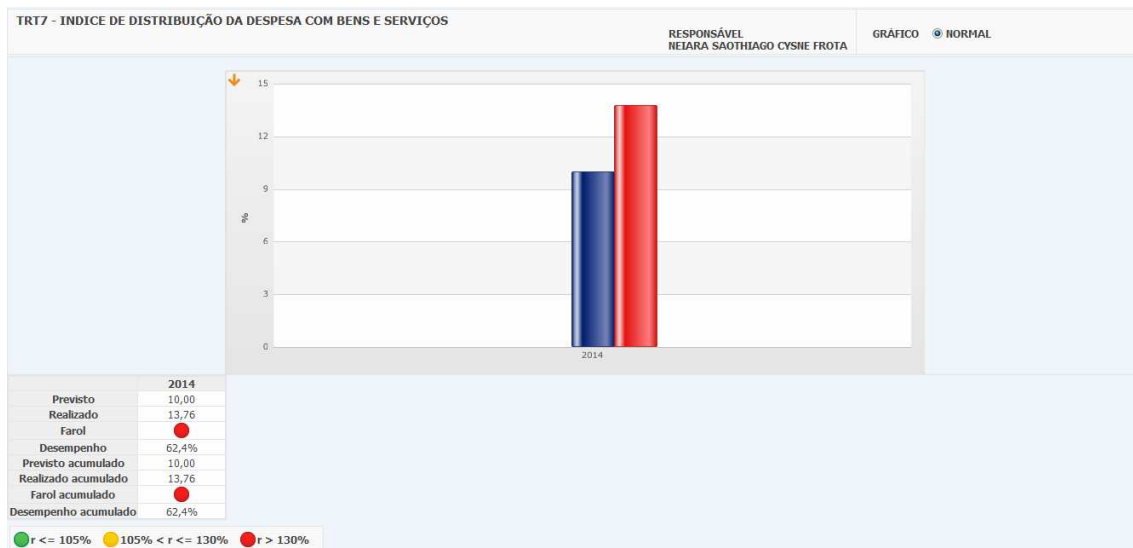 TRT7 - INDICE DE DISTRIBUIÇÃO DA DESPESA COM BENS E SERVIÇOS
RESPONSÁVEL
NEIARA SAOTHIAGO CYSNE FROTA
GRÁFICO NORMAL
15
12
9
%
6
3
0
2014
2014
Previsto 10,00
Realizado 13,76
Farol
Desempenho 62,4%
Previsto acumulado 10,00
Realizado acumulado 13,76
Farol acumulado
Desempenho acumulado 62,4%
r <= 105% 105% < r <= 130% r > 130%